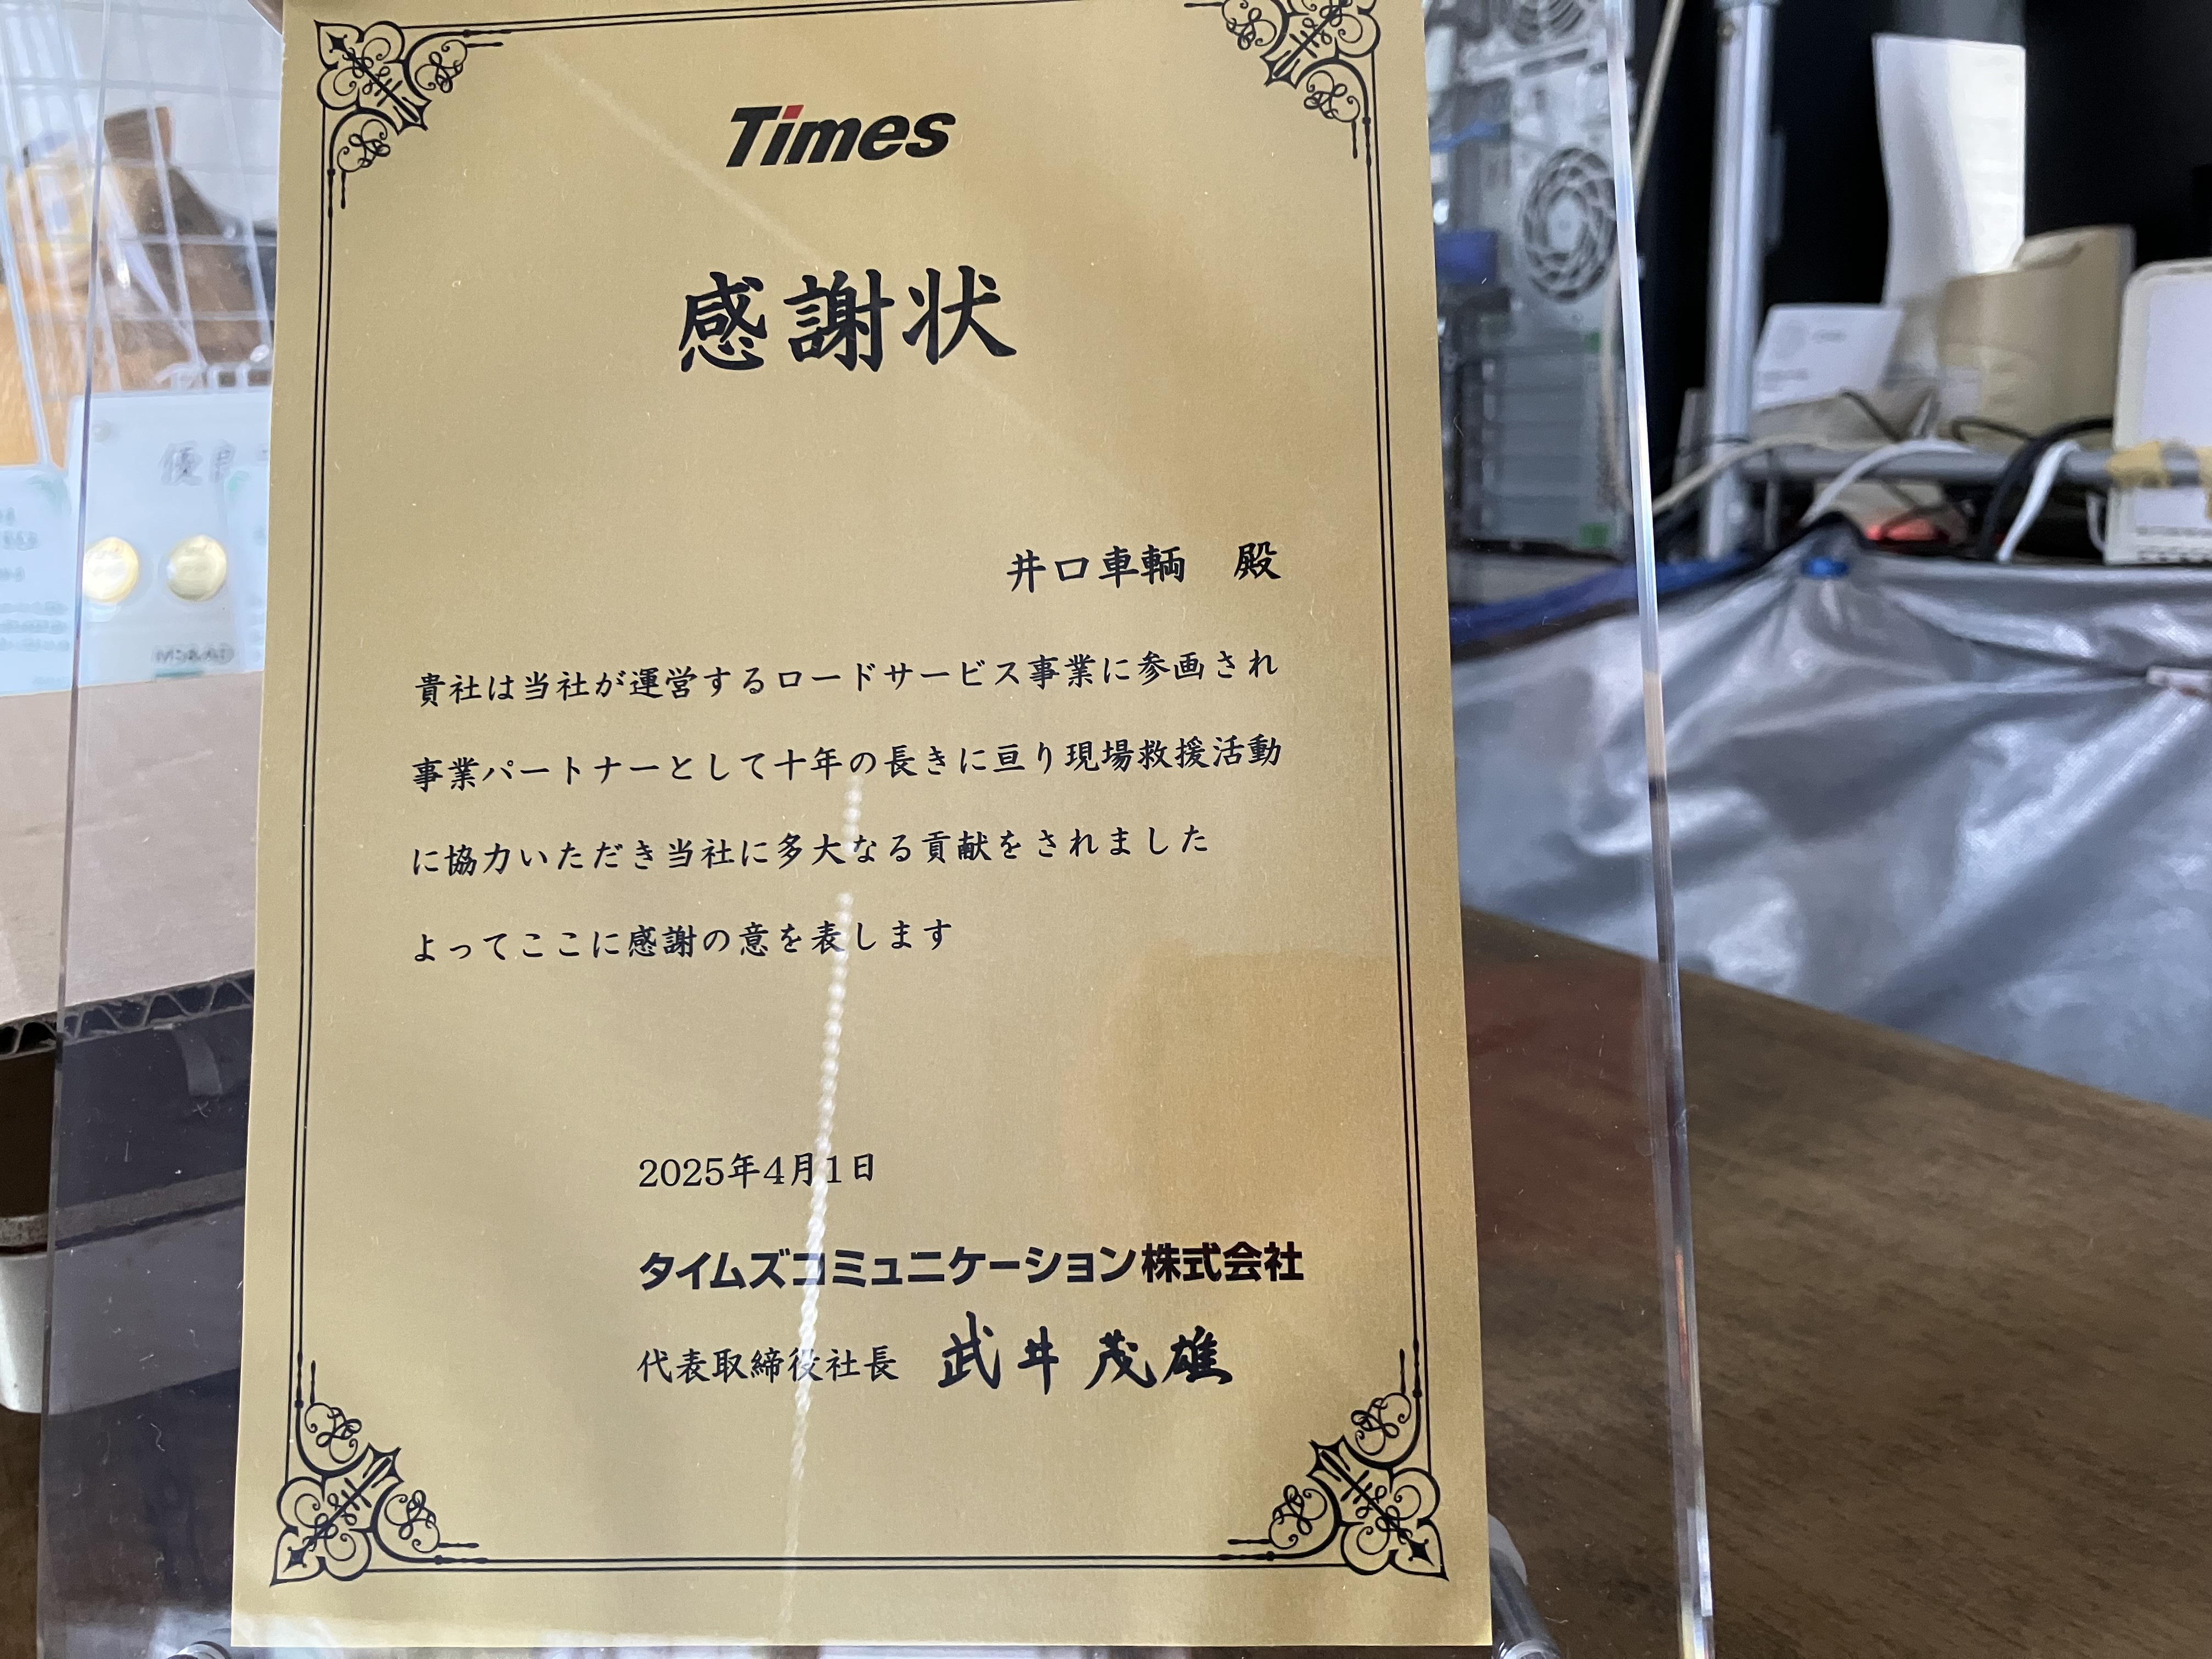 Times
感謝状
井口車輌　殿
貴社は当社が運営するロードサービス事業に参画され
事業パートナーとして十年の長きに亘り現場救援活動
に協力いただき当社に多大なる貢献をされました
よってここに感謝の意を表します
2025年4月1日
タイムズコミュニケーション株式会社
代表取締役社長　武井茂雄
優良